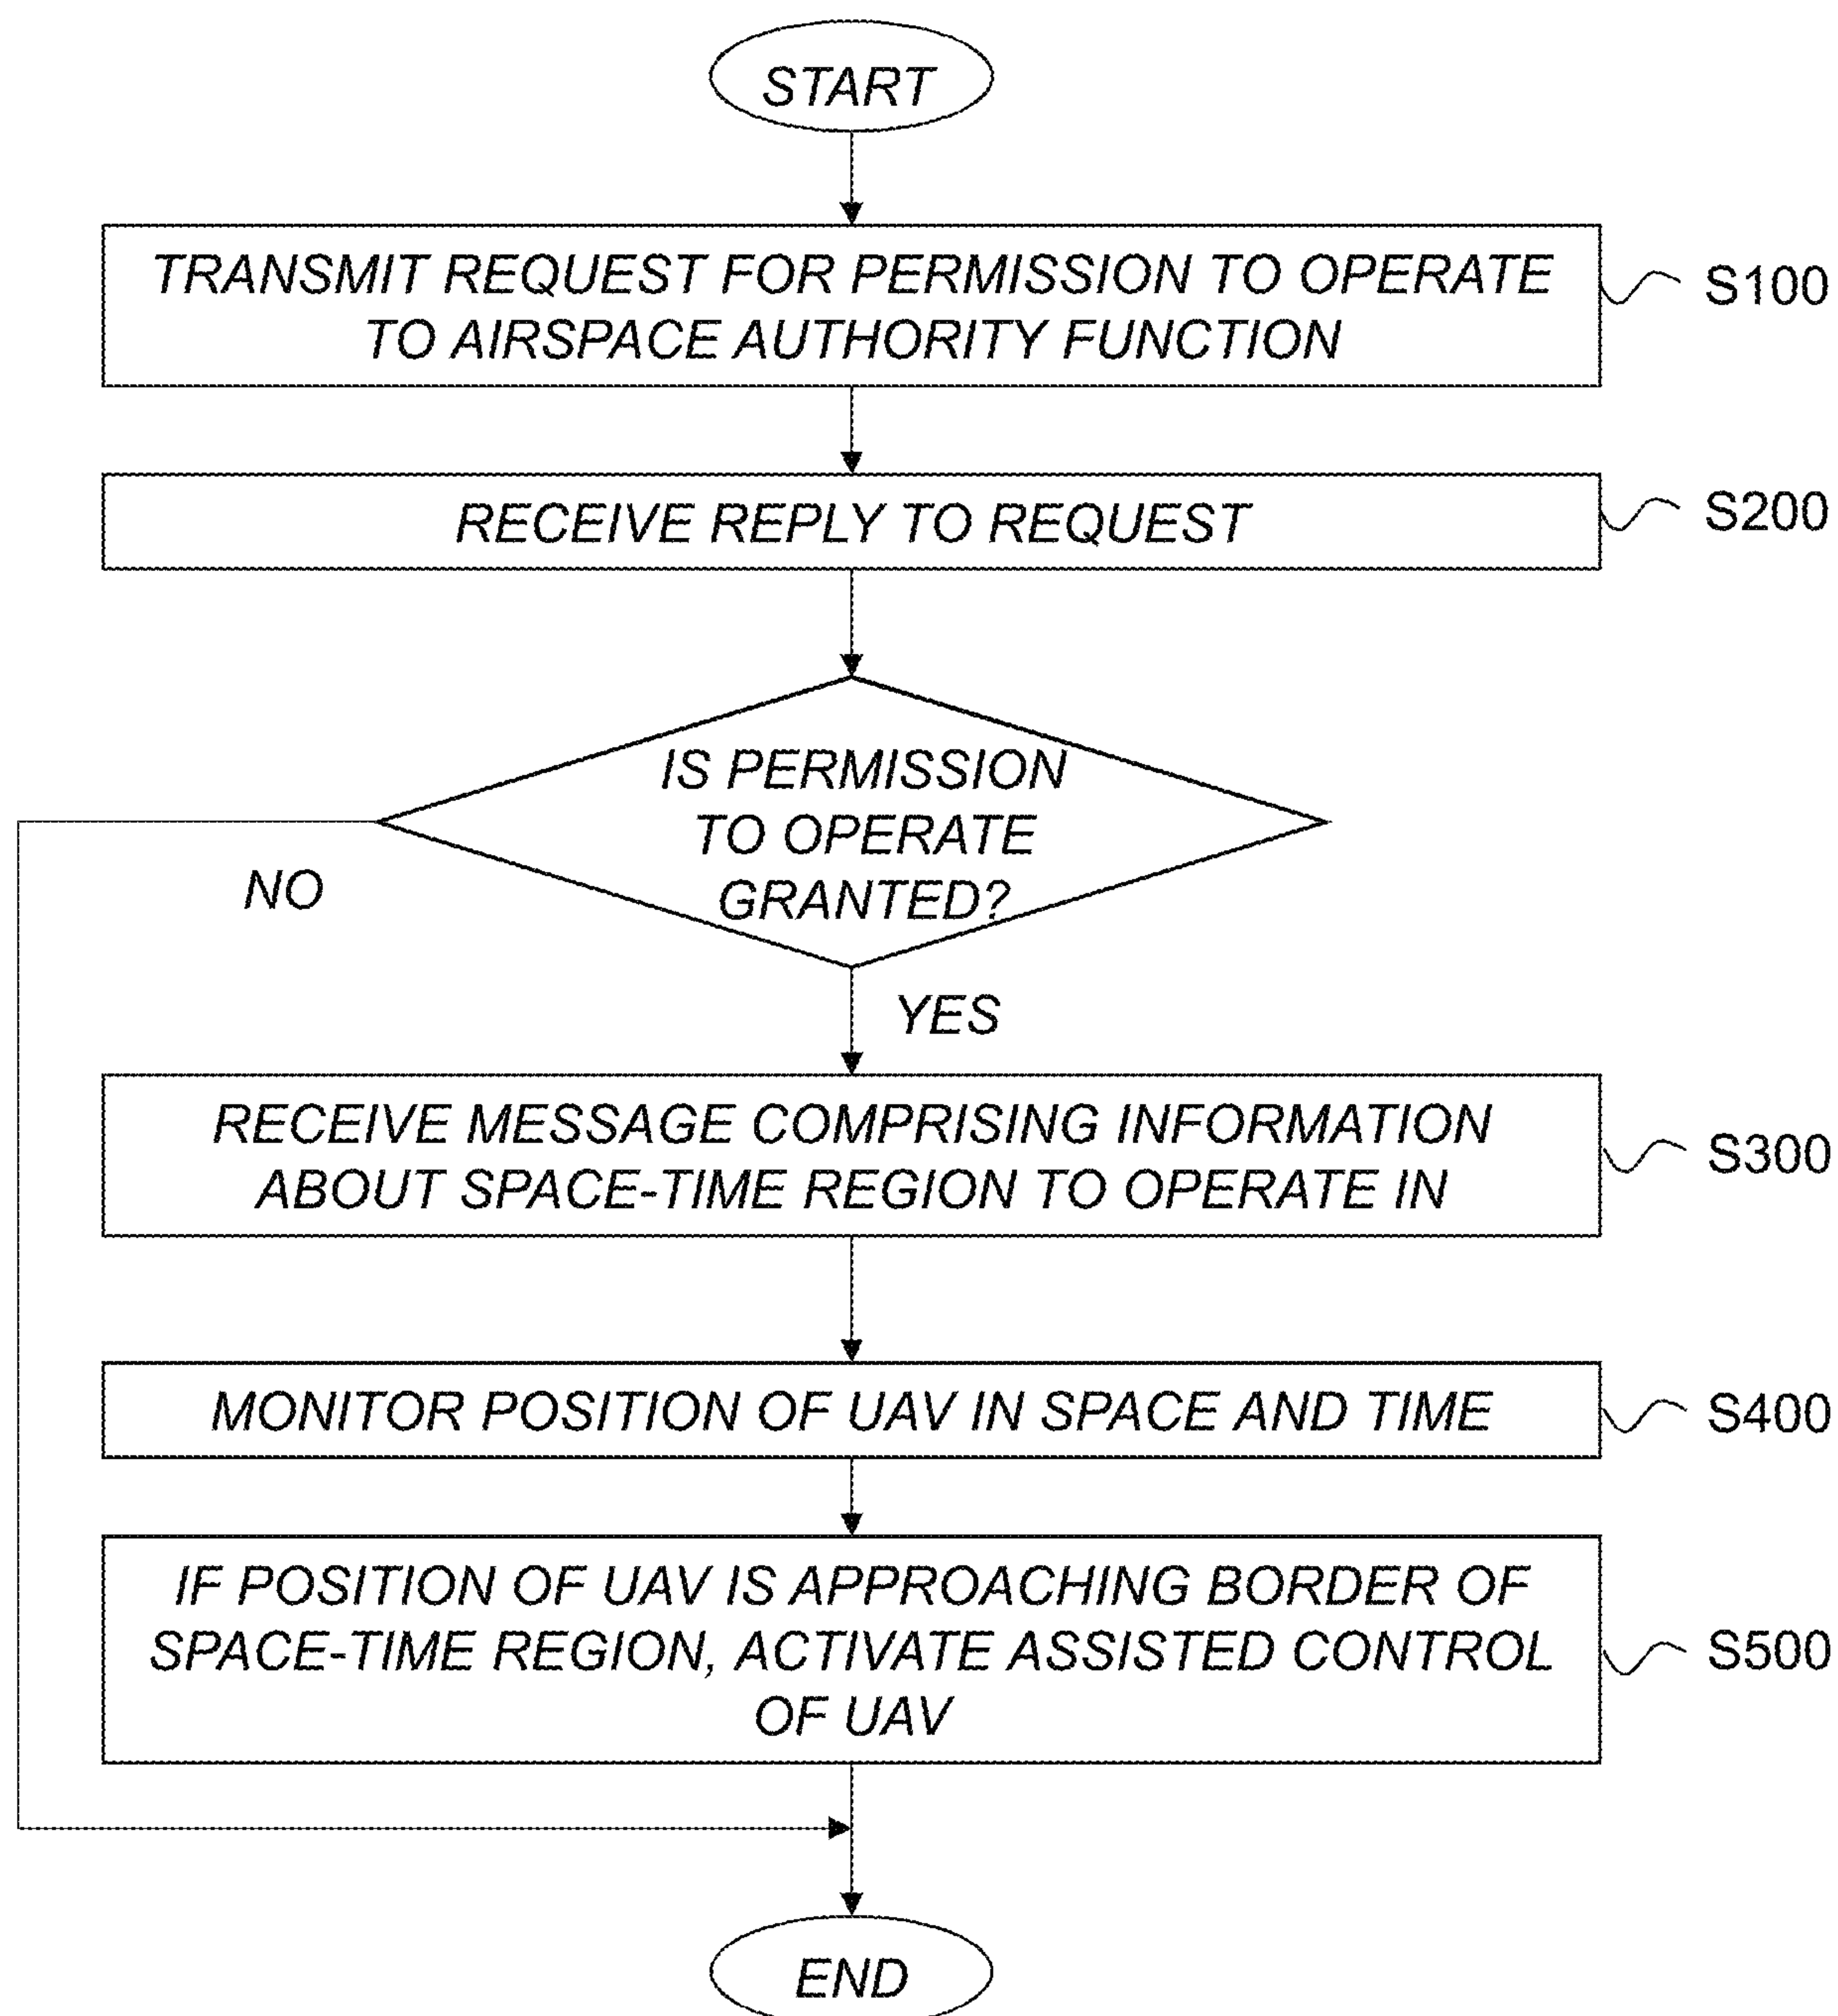 START
TRANSMIT REQUEST FOR PERMISSION TO OPERATE
TO AIRSPACE AUTHORITY FUNCTION
S100
RECEIVE REPLY TO REQUEST
S200
IS PERMISSION
TO OPERATE
GRANTED?
NO
YES
RECEIVE MESSAGE COMPRISING INFORMATION
ABOUT SPACE-TIME REGION TO OPERATE IN
S300
MONITOR POSITION OF UAV IN SPACE AND TIME
S400
IF POSITION OF UAV IS APPROACHING BORDER OF
SPACE-TIME REGION, ACTIVATE ASSISTED CONTROL
OF UAV
S500
END